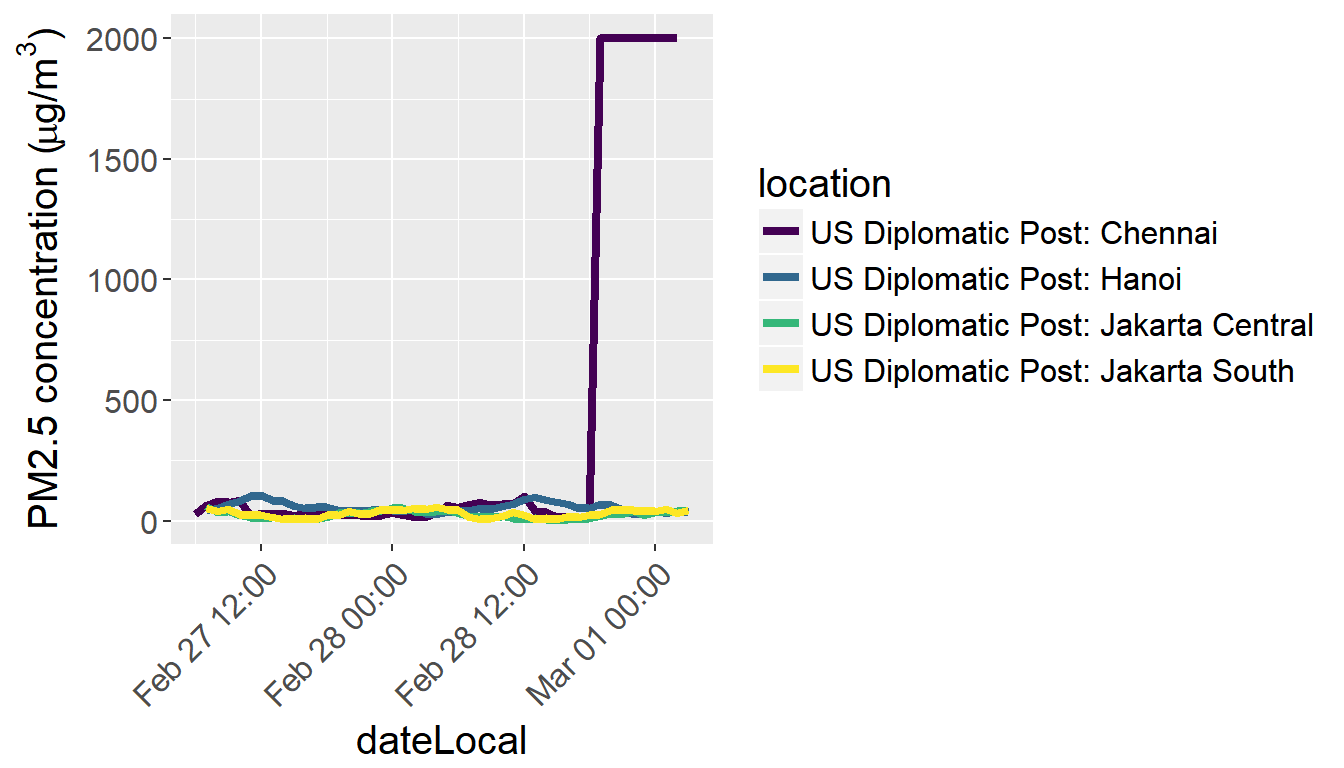 PM2.5 concentration (μg/m³)
2000
1500
1000
500
0
Feb 27 12:00
Feb 28 00:00
Feb 28 12:00
Mar 01 00:00
dateLocal
location
US Diplomatic Post: Chennai
US Diplomatic Post: Hanoi
US Diplomatic Post: Jakarta Central
US Diplomatic Post: Jakarta South